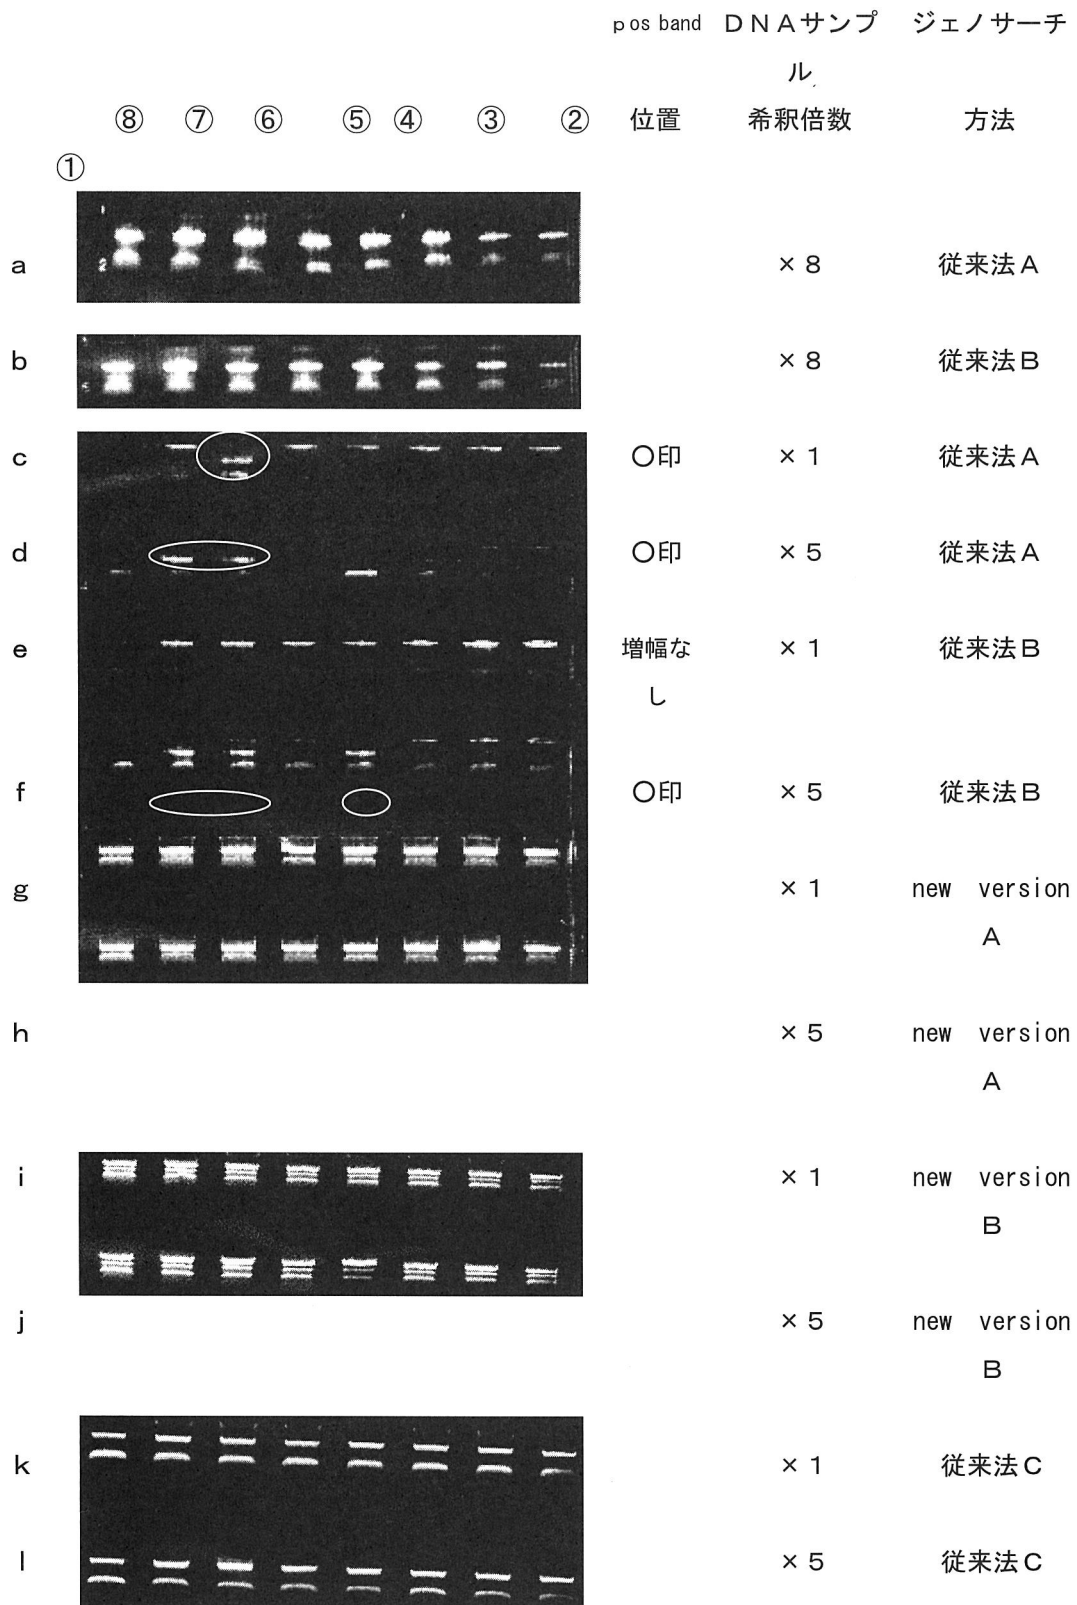 pos band ＤＮＡサンプ ジェノサーチ
ル
⑧ ⑦ ⑥ ⑤ ④ ③ ② 位置 希釈倍数 方法
①
a ×８ 従来法Ａ
b ×８ 従来法Ｂ
c ○印 ×１ 従来法Ａ
d ○印 ×５ 従来法Ａ
e 増幅な ×１ 従来法Ｂ
し
f ○印 ×５ 従来法Ｂ
g ×１ new version
Ａ
h ×５ new version
Ａ
i ×１ new version
Ｂ
j ×５ new version
Ｂ
k ×１ 従来法Ｃ
l ×５ 従来法Ｃ